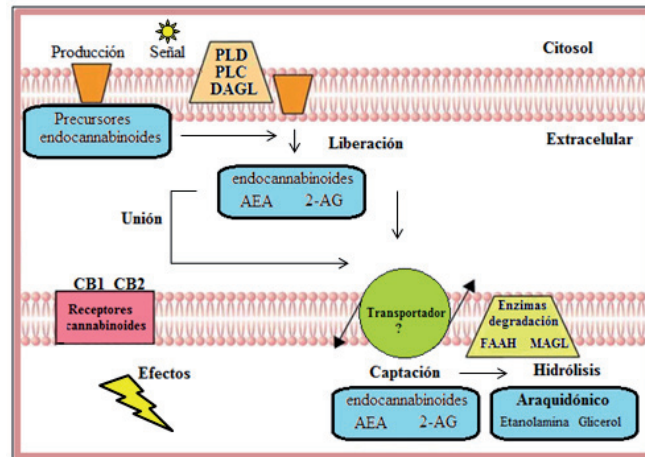 Producción
Señal
PLD
PLC
DAGL
Citosol
Precursores
endocannabinoides
Extracelular
Liberación
endocannabinoides
AEA 2-AG
Unión
CB1 CB2
Receptores
cannabinoides
Transportador
?
Enzimas
degradación
FAAH MAGL
Efectos
Captación
Hidrólisis
endocannabinoides
AEA 2-AG
Araquidónico
Etanolamina Glicerol